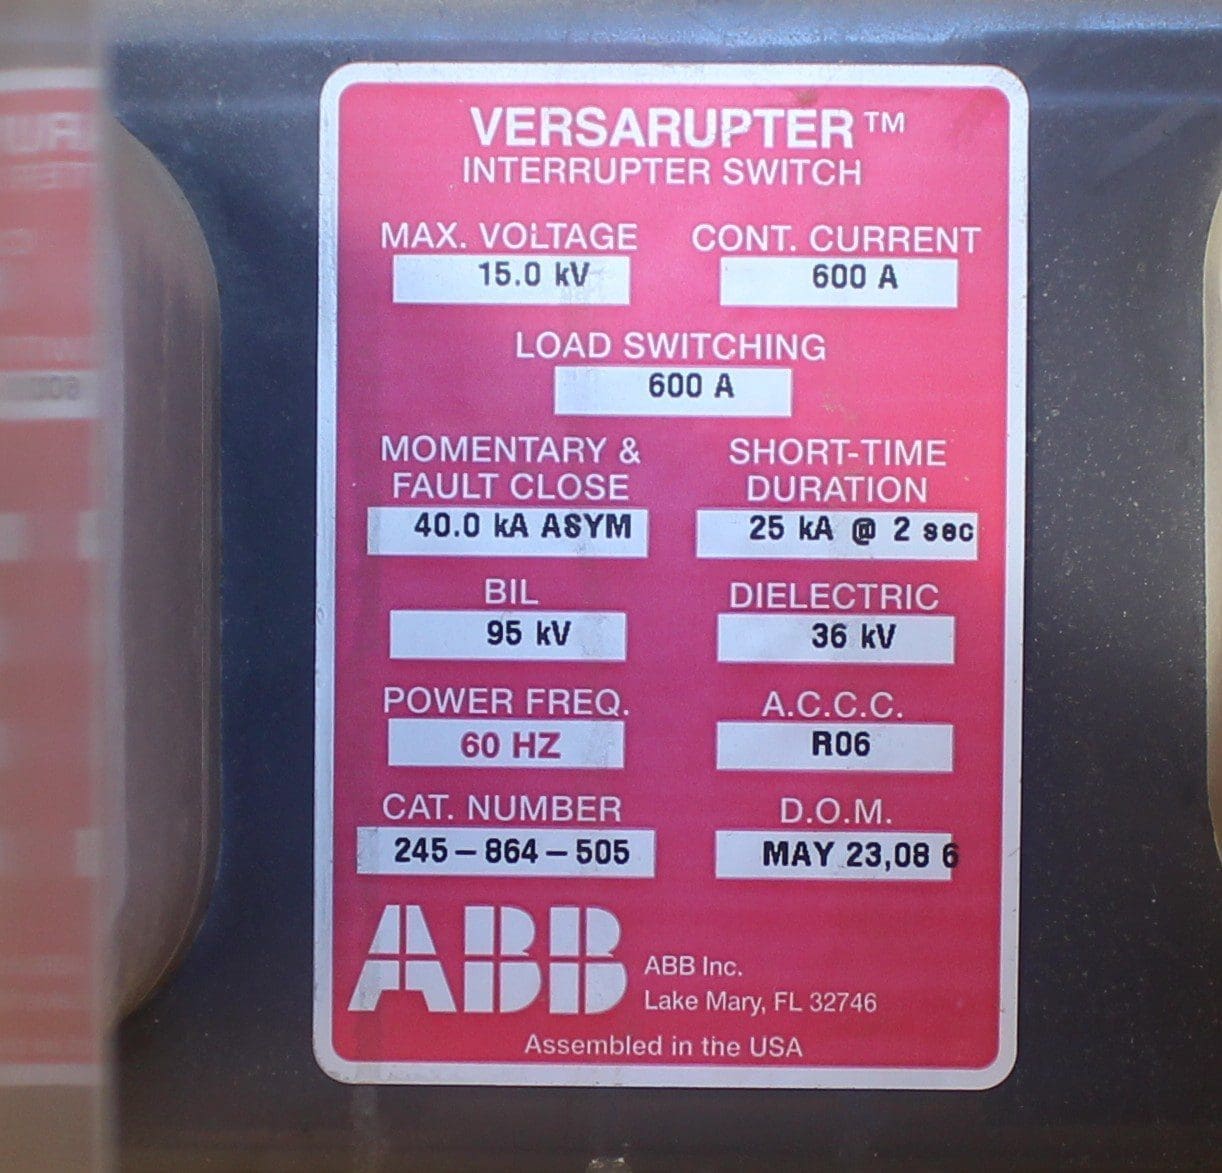 VERSARUPTER™
INTERRUPTER SWITCH
MAX. VOLTAGE CONT. CURRENT
15.0 kV 600 A
LOAD SWITCHING
600 A
MOMENTARY & SHORT-TIME
FAULT CLOSE DURATION
40.0 kA ASYM 25 kA @ 2 sec
BIL DIELECTRIC
95 kV 36 kV
POWER FREQ. A.C.C.C.
60 HZ R06
CAT. NUMBER D.O.M.
245-864-505 MAY 23,08 6
ABB ABB Inc.
Lake Mary, FL 32746
Assembled in the USA